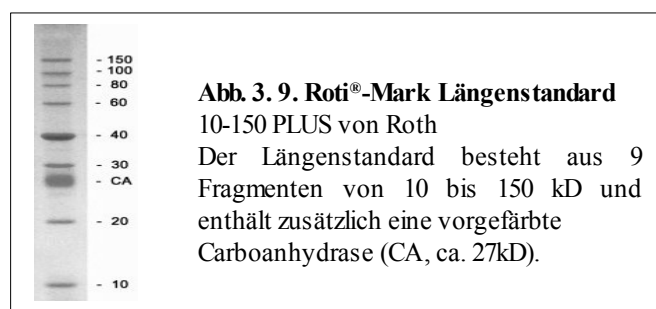 - 150
- 100
- 80
- 60
- 40
- 30
- CA
- 20
- 10
Abb. 3. 9. Roti®-Mark Längenstandard
10-150 PLUS von Roth
Der Längenstandard besteht aus 9
Fragmenten von 10 bis 150 kD und
enthält zusätzlich eine vorgefärbte
Carboanhydrase (CA, ca. 27kD).